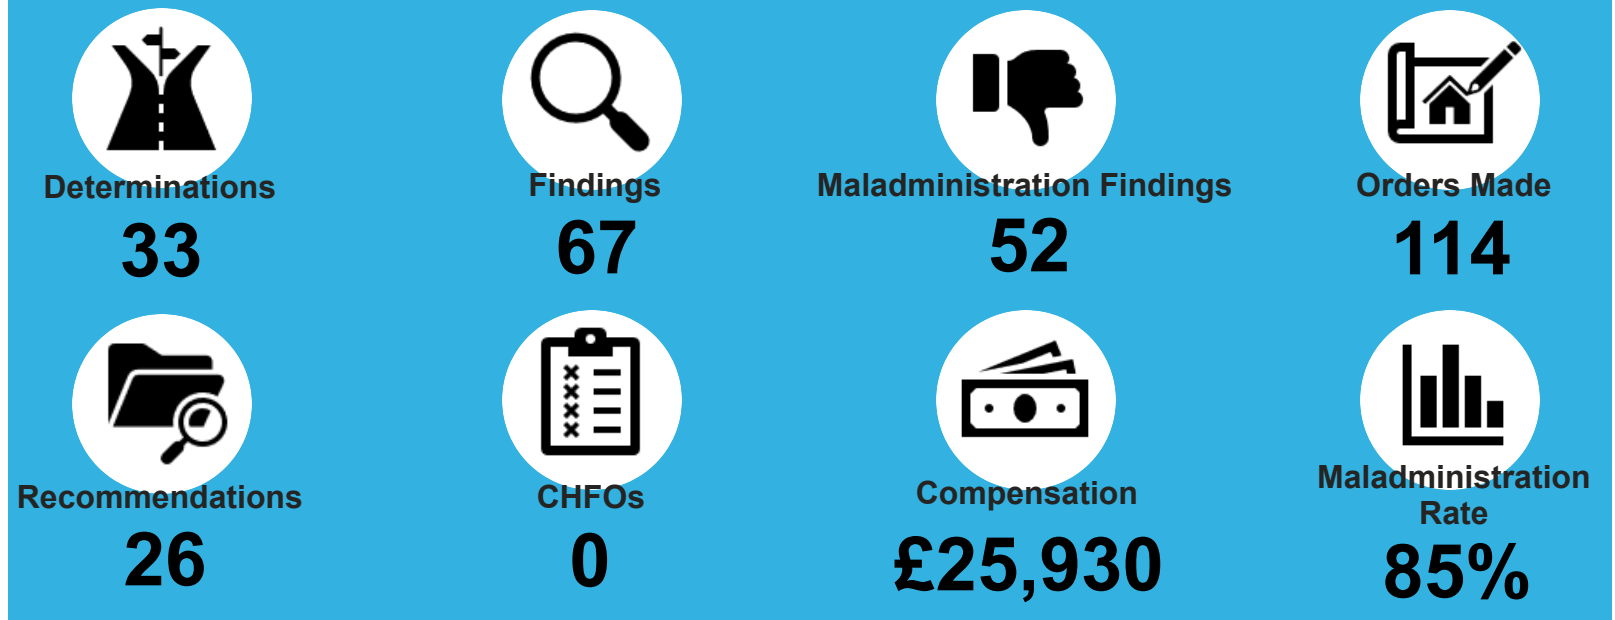 Determinations
33
Findings
67
Maladministration Findings
52
Orders Made
114
Recommendations
26
CHFOs
0
Compensation
£25,930
Maladministration
Rate
85%